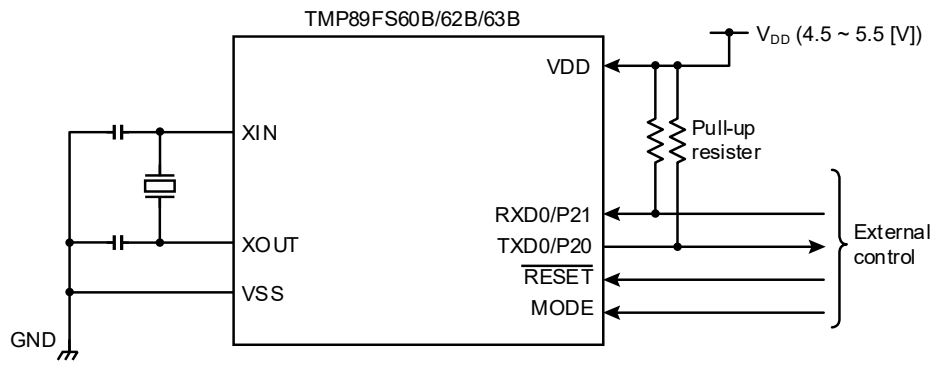 TMP89FS60B/62B/63B
VDD (4.5 ~ 5.5 [V])
VDD
XIN
Pull-up
resister
RXD0/P21
XOUT
TXD0/P20
External
control
RESET
VSS
MODE
GND